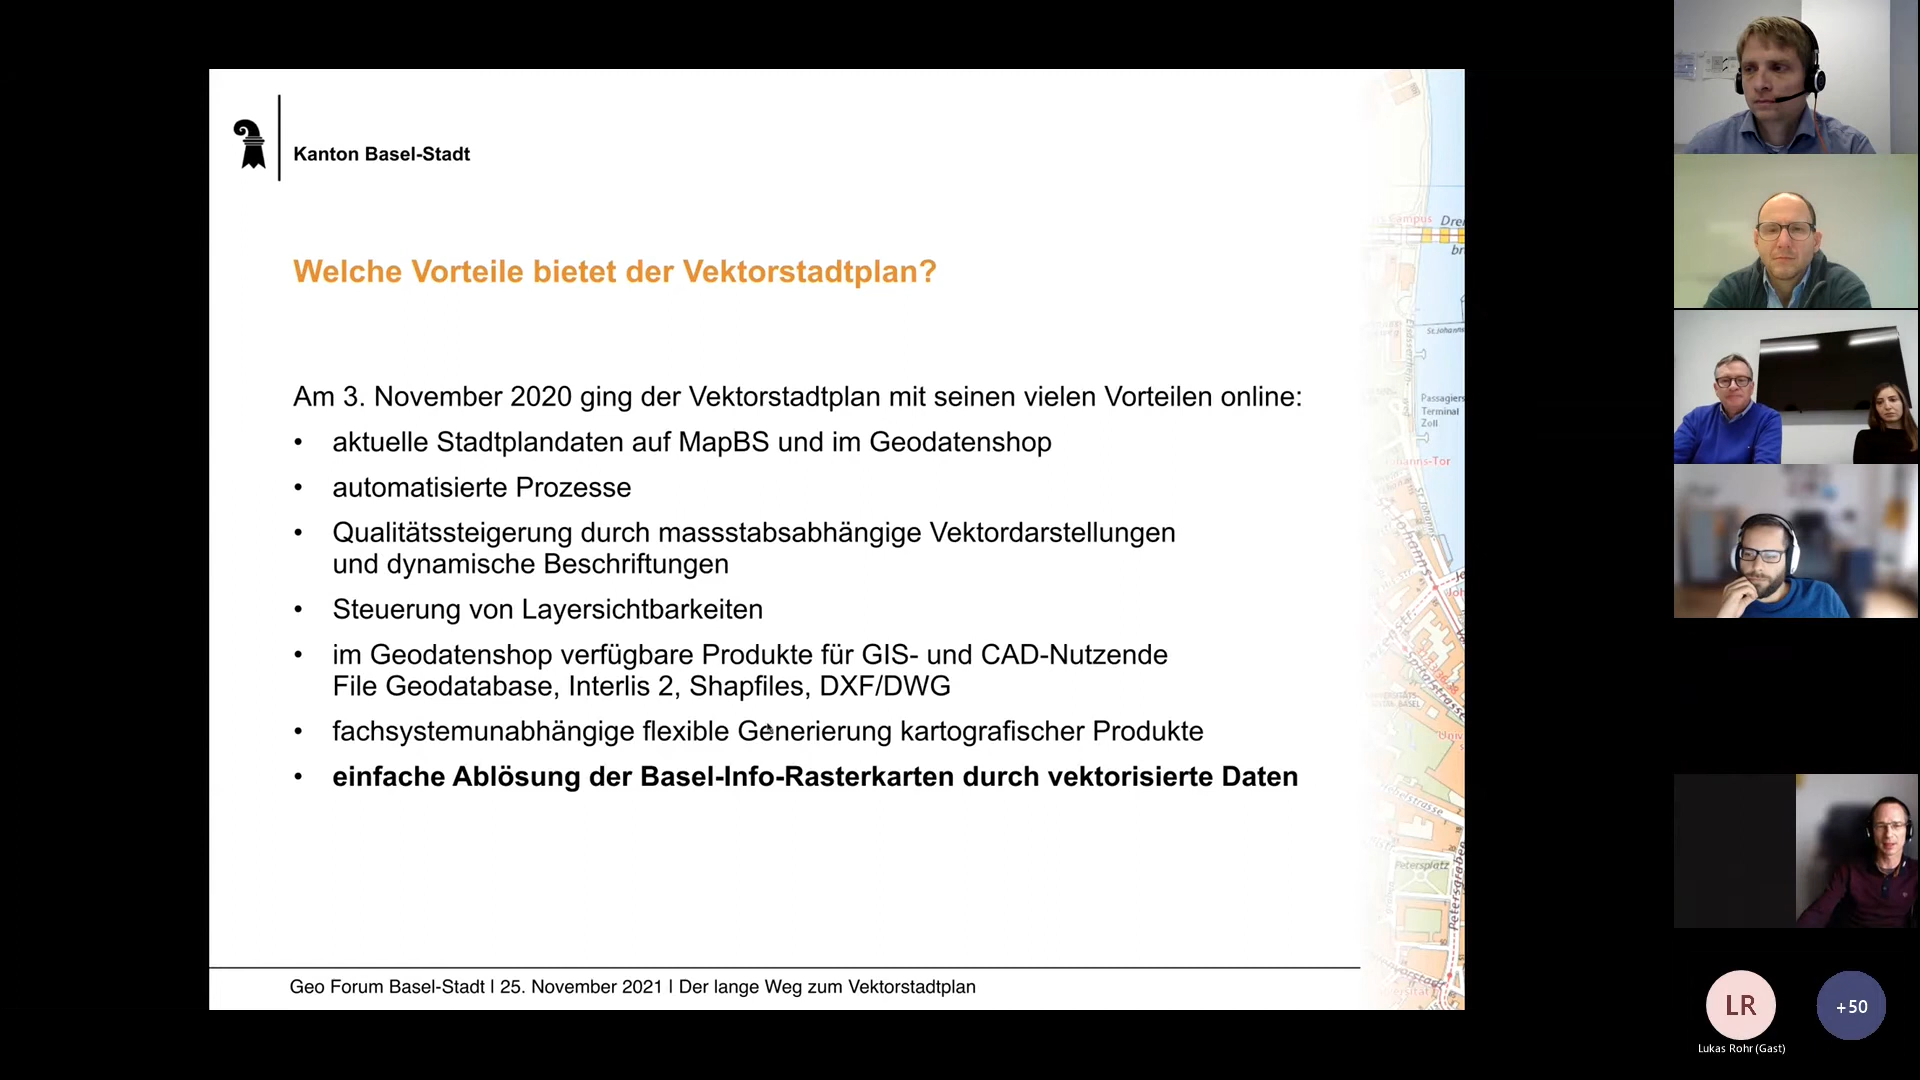 Kanton Basel-Stadt
Welche Vorteile bietet der Vektorstadtplan?
Am 3. November 2020 ging der Vektorstadtplan mit seinen vielen Vorteilen online:
• aktuelle Stadtplandaten auf MapBS und im Geodatenshop
• automatisierte Prozesse
• Qualitätssteigerung durch massstabsabhängige Vektordarstellungen
und dynamische Beschriftungen
• Steuerung von Layersichtbarkeiten
• im Geodatenshop verfügbare Produkte für GIS- und CAD-Nutzende
File Geodatabase, Interlis 2, Shapfiles, DXF/DWG
• fachsystemunabhängige flexible Generierung kartografischer Produkte
• einfache Ablösung der Basel-Info-Rasterkarten durch vektorisierte Daten
Geo Forum Basel-Stadt | 25. November 2021 | Der lange Weg zum Vektorstadtplan
Campus
Passagiers
Terminal
Zoll
Petersplatz
Petersgraben
LR
+50
Lukas Rohr (Gast)